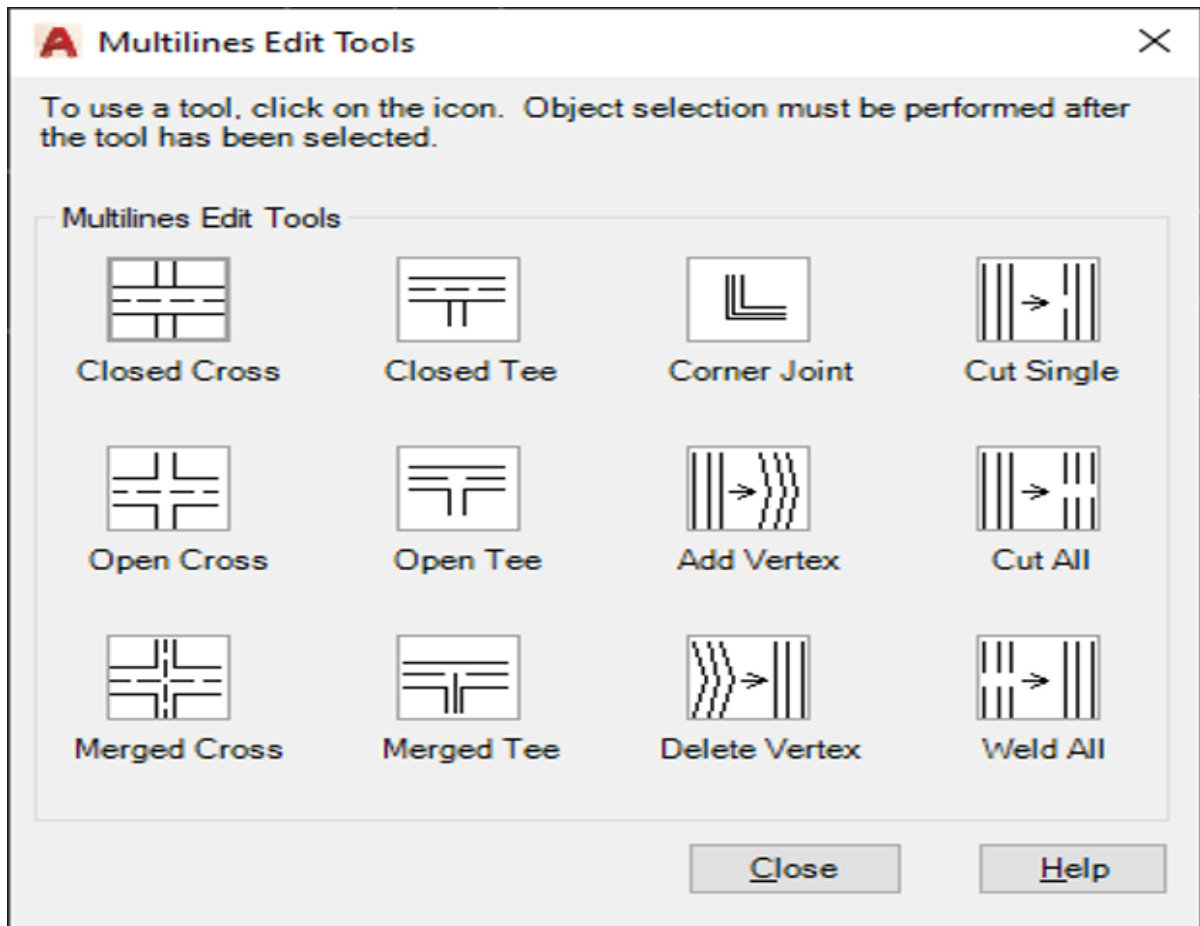 Multilines Edit Tools
To use a tool, click on the icon.  Object selection must be performed after
the tool has been selected.
Multilines Edit Tools
Closed Cross
Closed Tee
Corner Joint
Cut Single
Open Cross
Open Tee
Add Vertex
Cut All
Merged Cross
Merged Tee
Delete Vertex
Weld All
Close
Help